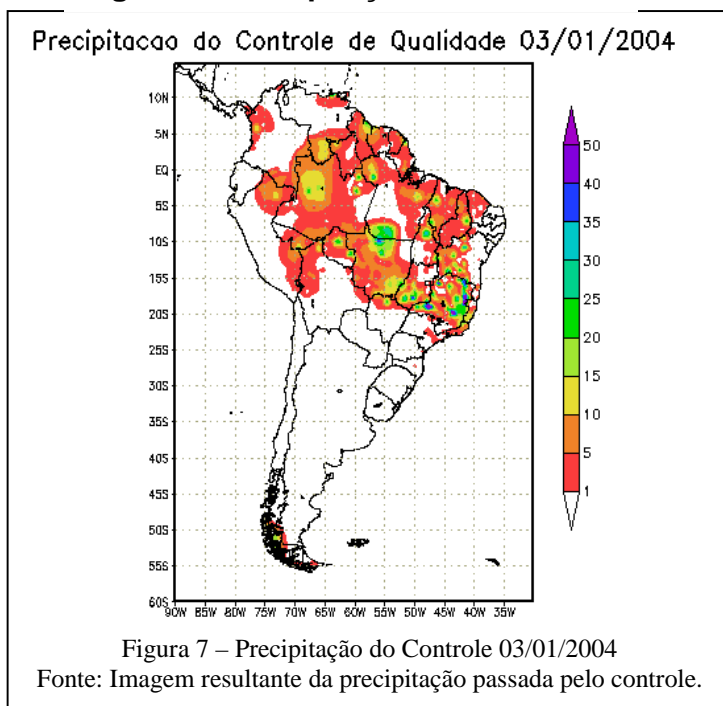 Precipitacao do Controle de Qualidade 03/01/2004
10N
5N
EQ
5S
10S
15S
20S
25S
30S
35S
40S
45S
50S
55S
60S
90W 85W 80W 75W 70W 65W 60W 55W 50W 45W 40W 35W
50
40
35
30
25
20
15
10
5
1
Figura 7 – Precipitação do Controle 03/01/2004
Fonte: Imagem resultante da precipitação passada pelo controle.